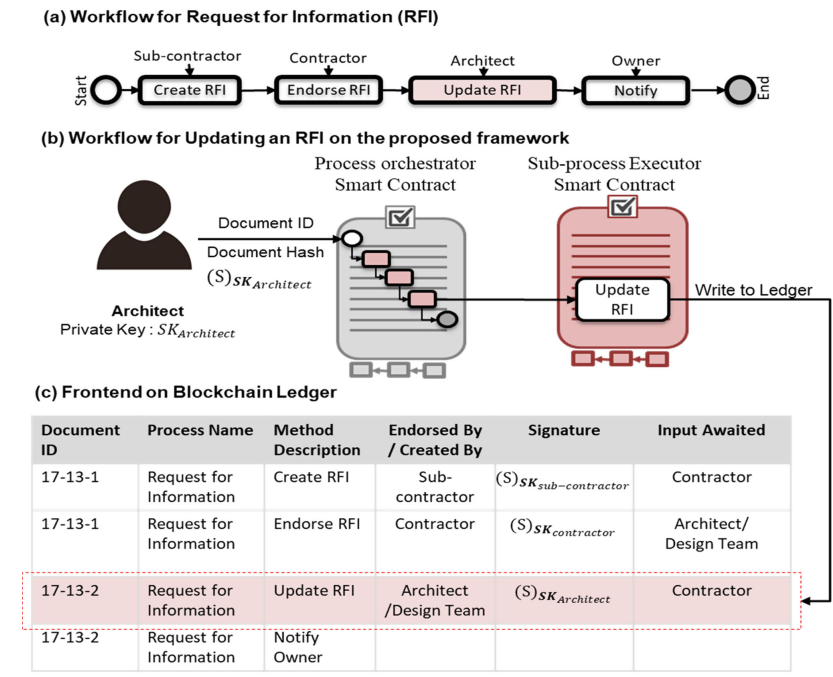 (a) Workflow for Request for Information (RFI)
Sub-contractor
Contractor
Architect
Owner
Start
Create RFI
Endorse RFI
Update RFI
Notify
End
(b) Workflow for Updating an RFI on the proposed framework
Process orchestrator
Smart Contract
Sub-process Executor
Smart Contract
Document ID
Document Hash
(S)SK_Architect
Architect
Private Key : SK_Architect
Update
RFI
Write to Ledger
(c) Frontend on Blockchain Ledger
Document ID | Process Name | Method Description | Endorsed By / Created By | Signature | Input Awaited
17-13-1 | Request for Information | Create RFI | Sub-contractor | (S)SK_sub−contractor | Contractor
17-13-1 | Request for Information | Endorse RFI | Contractor | (S)SK_contractor | Architect/ Design Team
17-13-2 | Request for Information | Update RFI | Architect /Design Team | (S)SK_Architect | Contractor
17-13-2 | Request for Information | Notify Owner